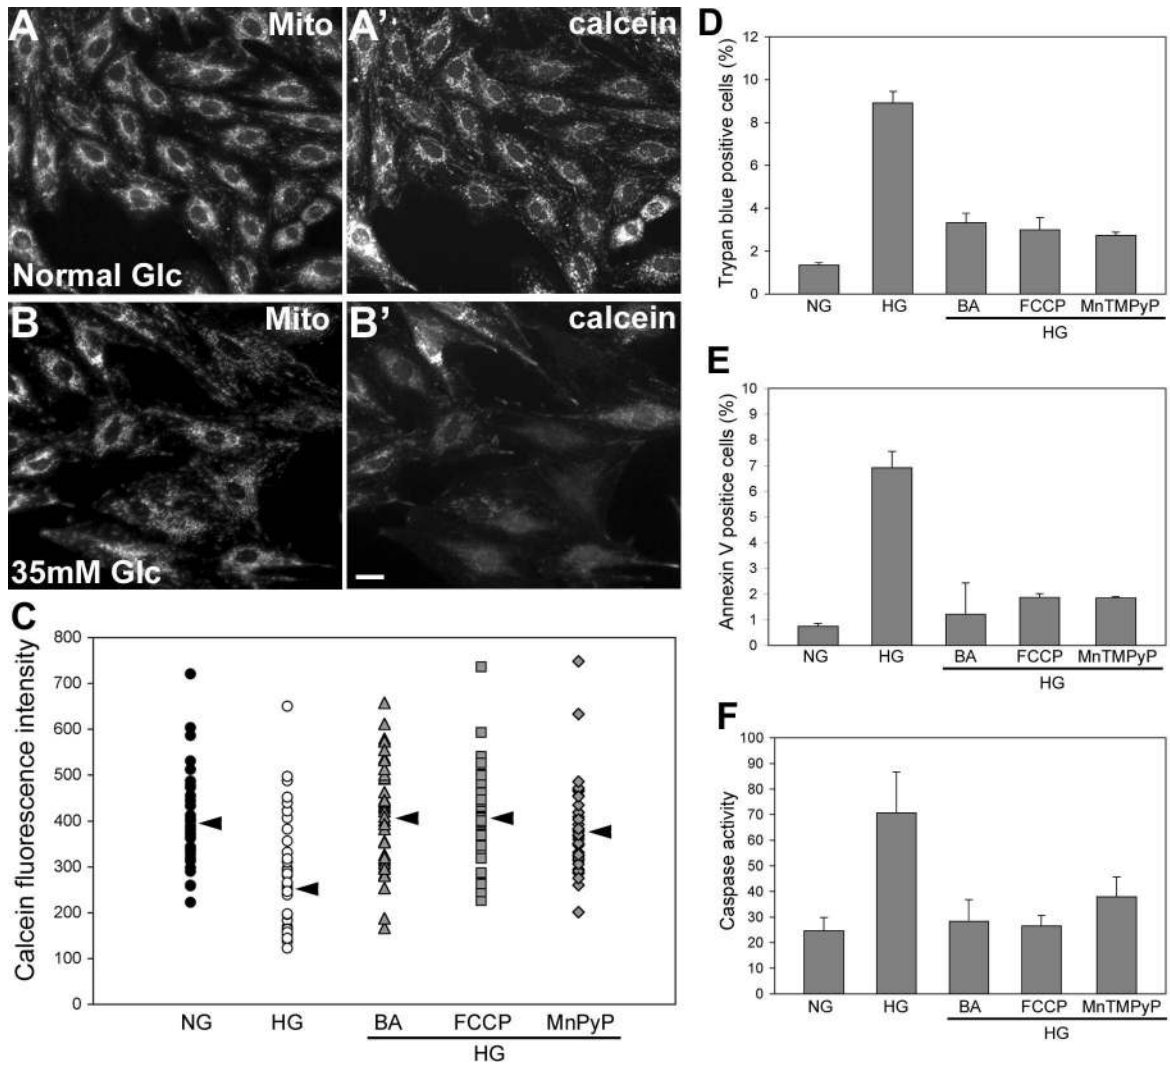 A Mito
A' calcein
Normal Glc
B Mito
B' calcein
35mM Glc
C
Calcein fluorescence intensity
800
700
600
500
400
300
200
100
0
NG HG BA FCCP MnPyP
HG
D
Trypan blue positive cells (%)
12
10
8
6
4
2
0
NG HG BA FCCP MnTMPyP
HG
E
Annexin V positice cells (%)
10
9
8
7
6
5
4
3
2
1
0
NG HG BA FCCP MnTMPyP
HG
F
Caspase activity
100
90
80
70
60
50
40
30
20
10
0
NG HG BA FCCP MnTMPyP
HG